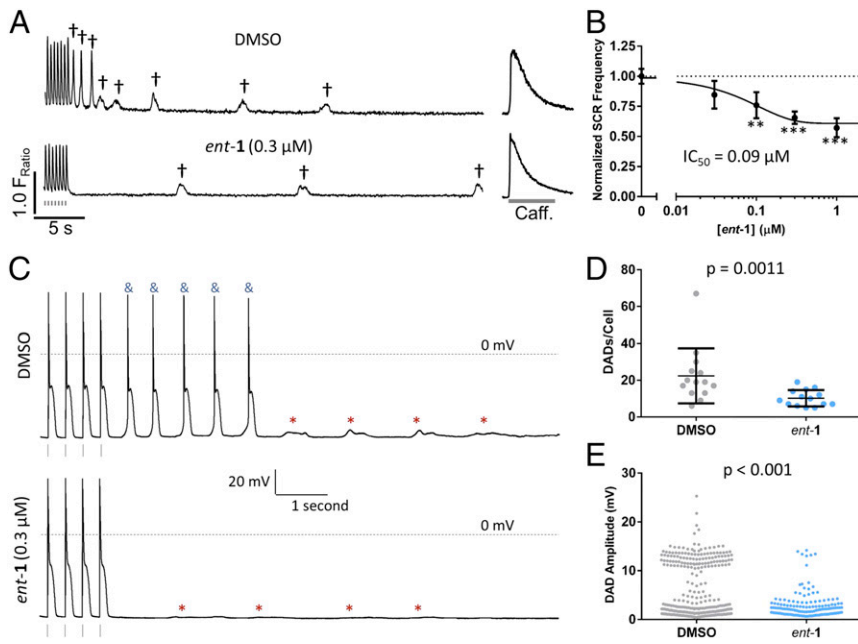 A
DMSO
† † † † † † † †
ent-1 (0.3 µM)
† † †
1.0 FRatio
5 s
Caff.
B
Normalized SCR Frequency
1.25
1.00
0.75
0.50
0.25
0.00
** *** ***
IC50 = 0.09 µM
0 0.01 0.1 1
[ent-1] (µM)
C
DMSO
& & & & &
0 mV
* * * *
20 mV
1 second
ent-1 (0.3 µM)
0 mV
* * * *
D
p = 0.0011
DADs/Cell
80
60
40
20
0
DMSO ent-1
E
p < 0.001
DAD Amplitude (mV)
30
20
10
0
DMSO ent-1